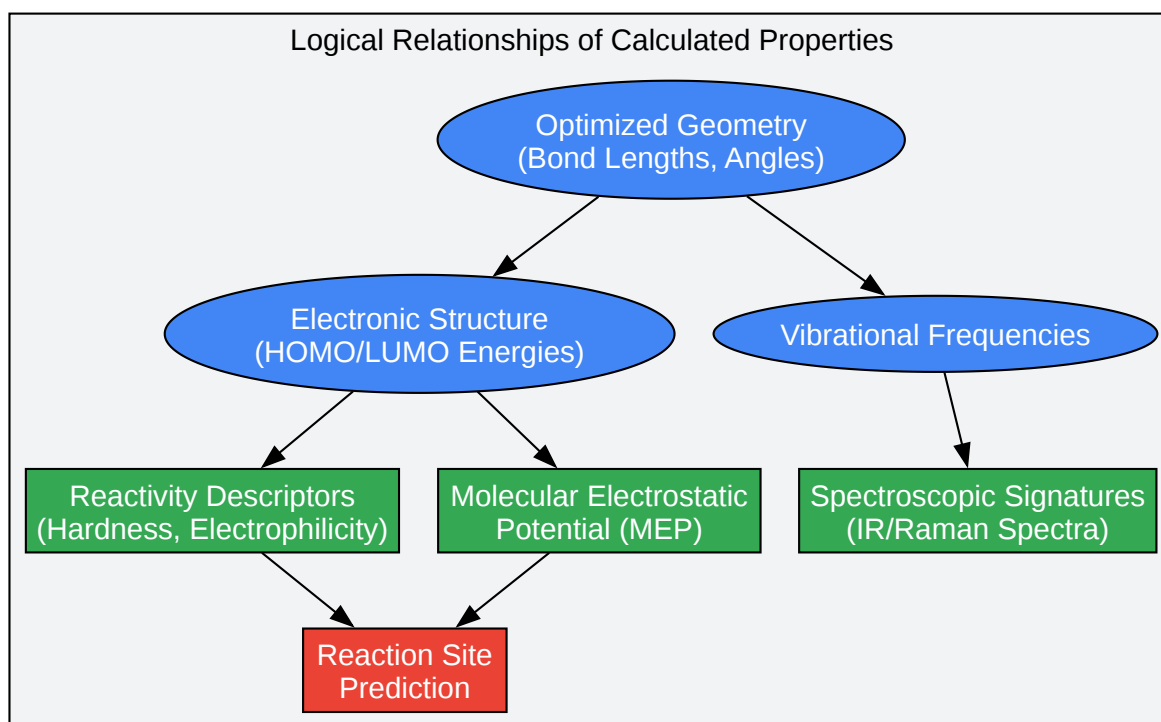 Logical Relationships of Calculated Properties
Optimized Geometry
(Bond Lengths, Angles)
Electronic Structure
(HOMO/LUMO Energies)
Vibrational Frequencies
Reactivity Descriptors
(Hardness, Electrophilicity)
Molecular Electrostatic
Potential (MEP)
Spectroscopic Signatures
(IR/Raman Spectra)
Reaction Site
Prediction